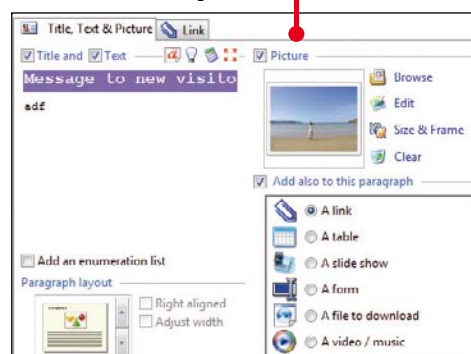 Title, Text & Picture
Link
Title and Text
Picture
Message to new visito
adf
Browse
Edit
Size & Frame
Clear
Add also to this paragraph
A link
A table
A slide show
A form
A file to download
A video / music
Add an enumeration list
Paragraph layout
Right aligned
Adjust width